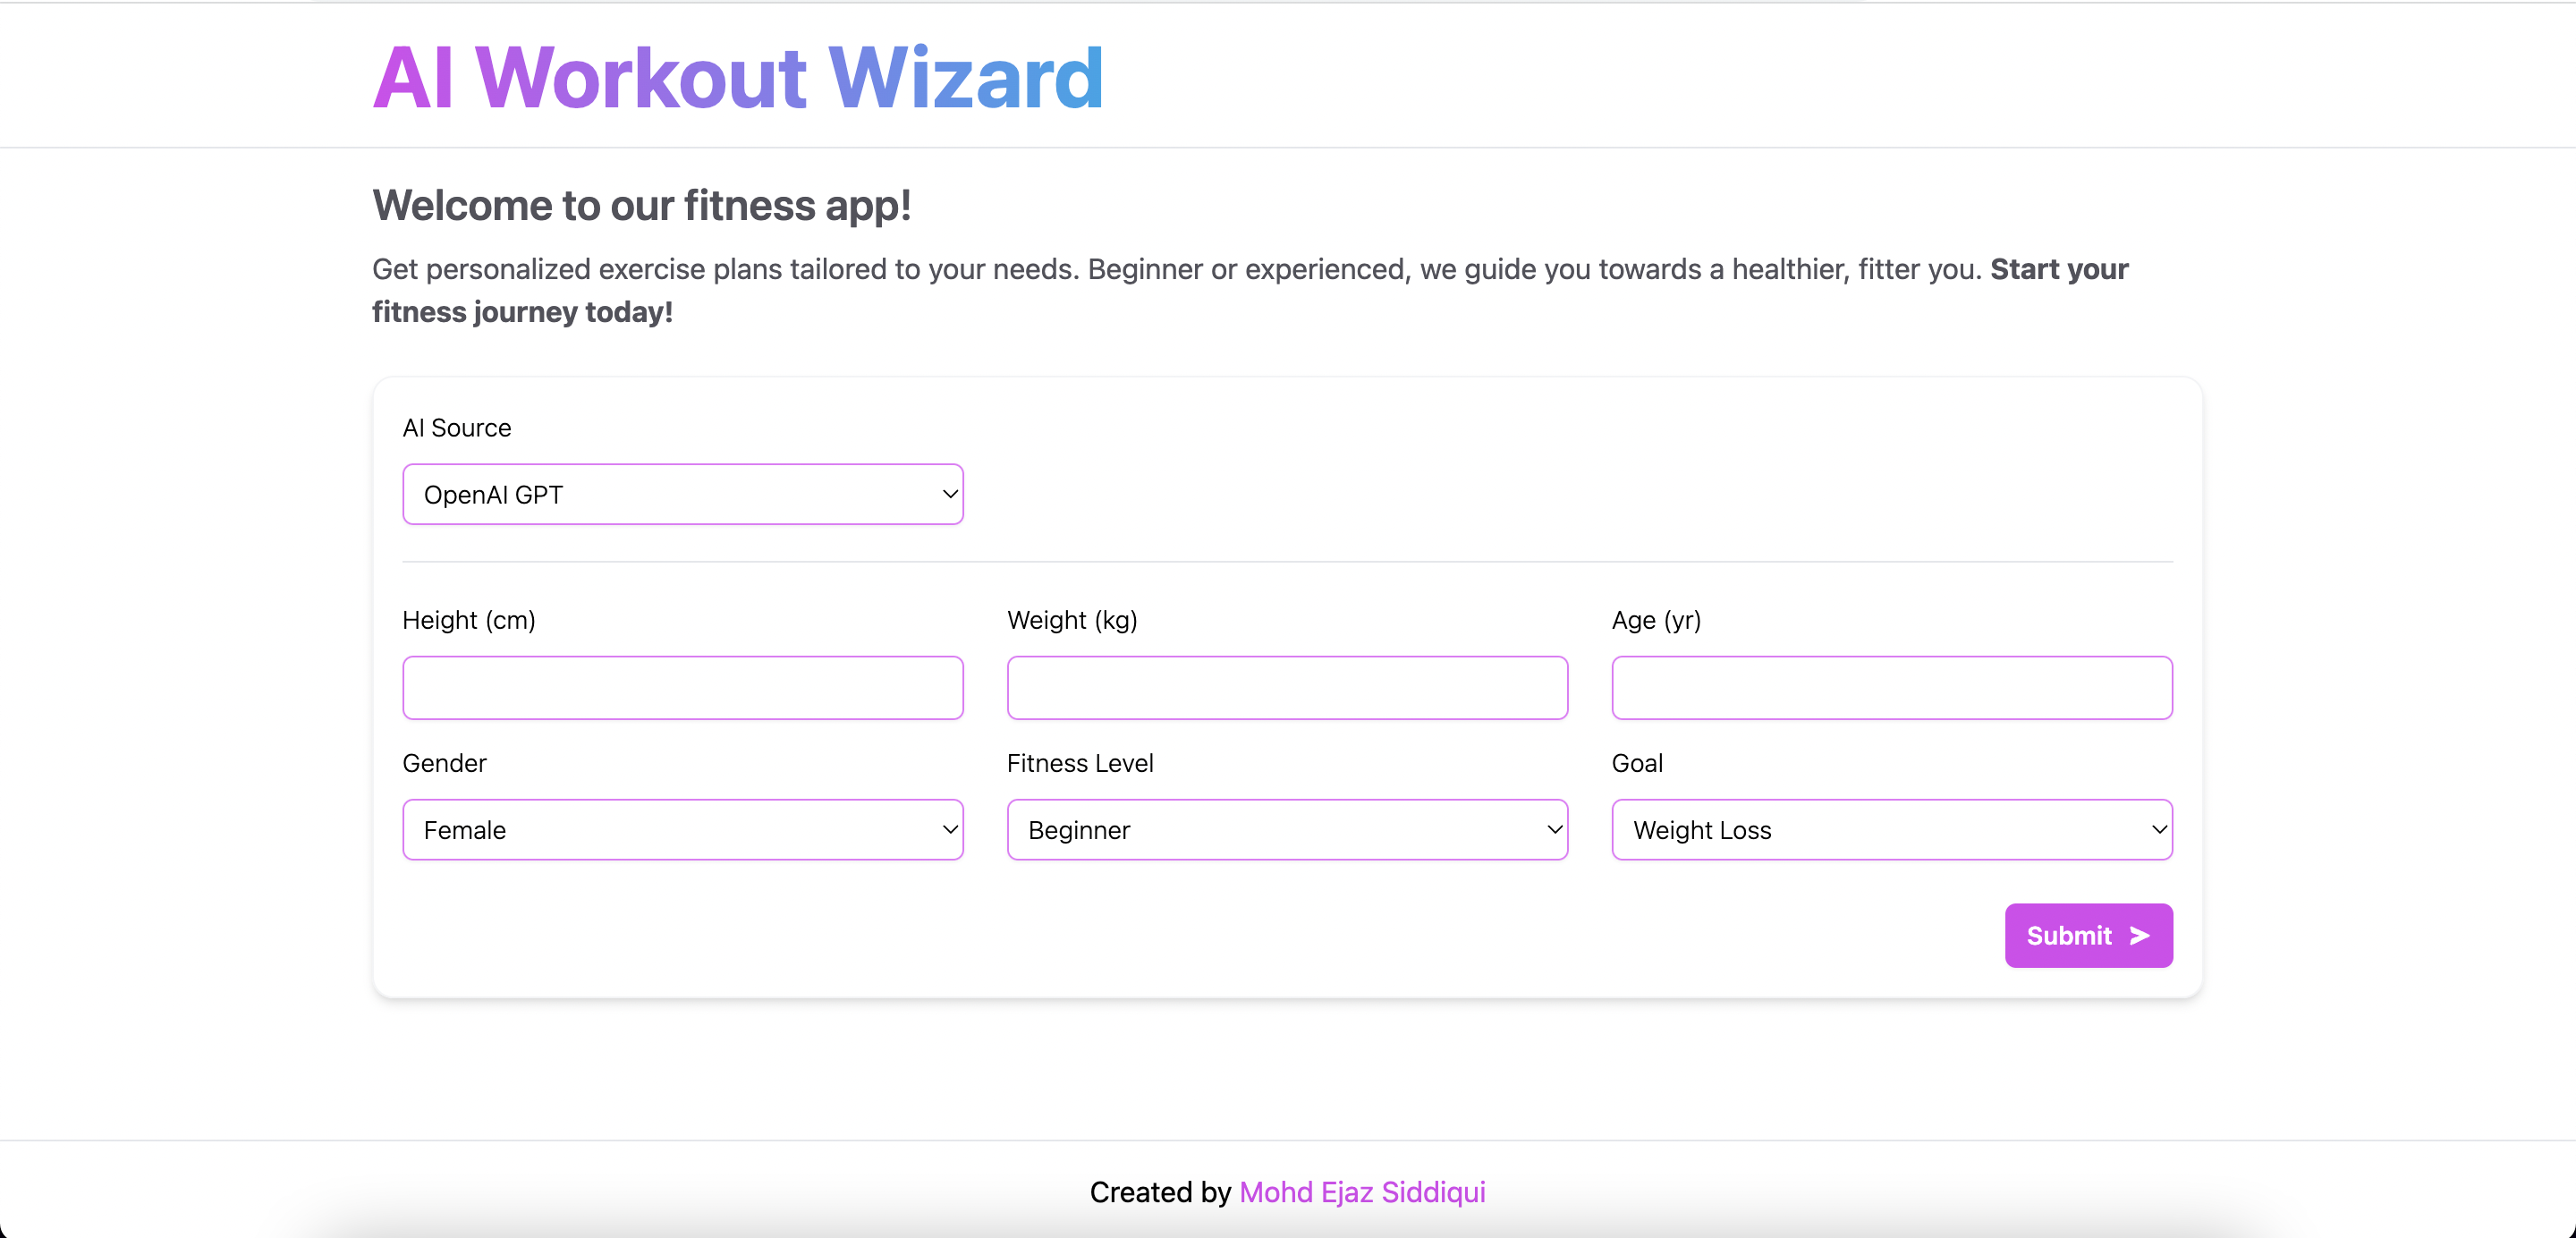 AI Workout Wizard
Welcome to our fitness app!
Get personalized exercise plans tailored to your needs. Beginner or experienced, we guide you towards a healthier, fitter you. Start your
fitness journey today!
AI Source
OpenAI GPT
Height (cm) Weight (kg) Age (yr)
Gender Fitness Level Goal
Female Beginner Weight Loss
Submit
Created by Mohd Ejaz Siddiqui